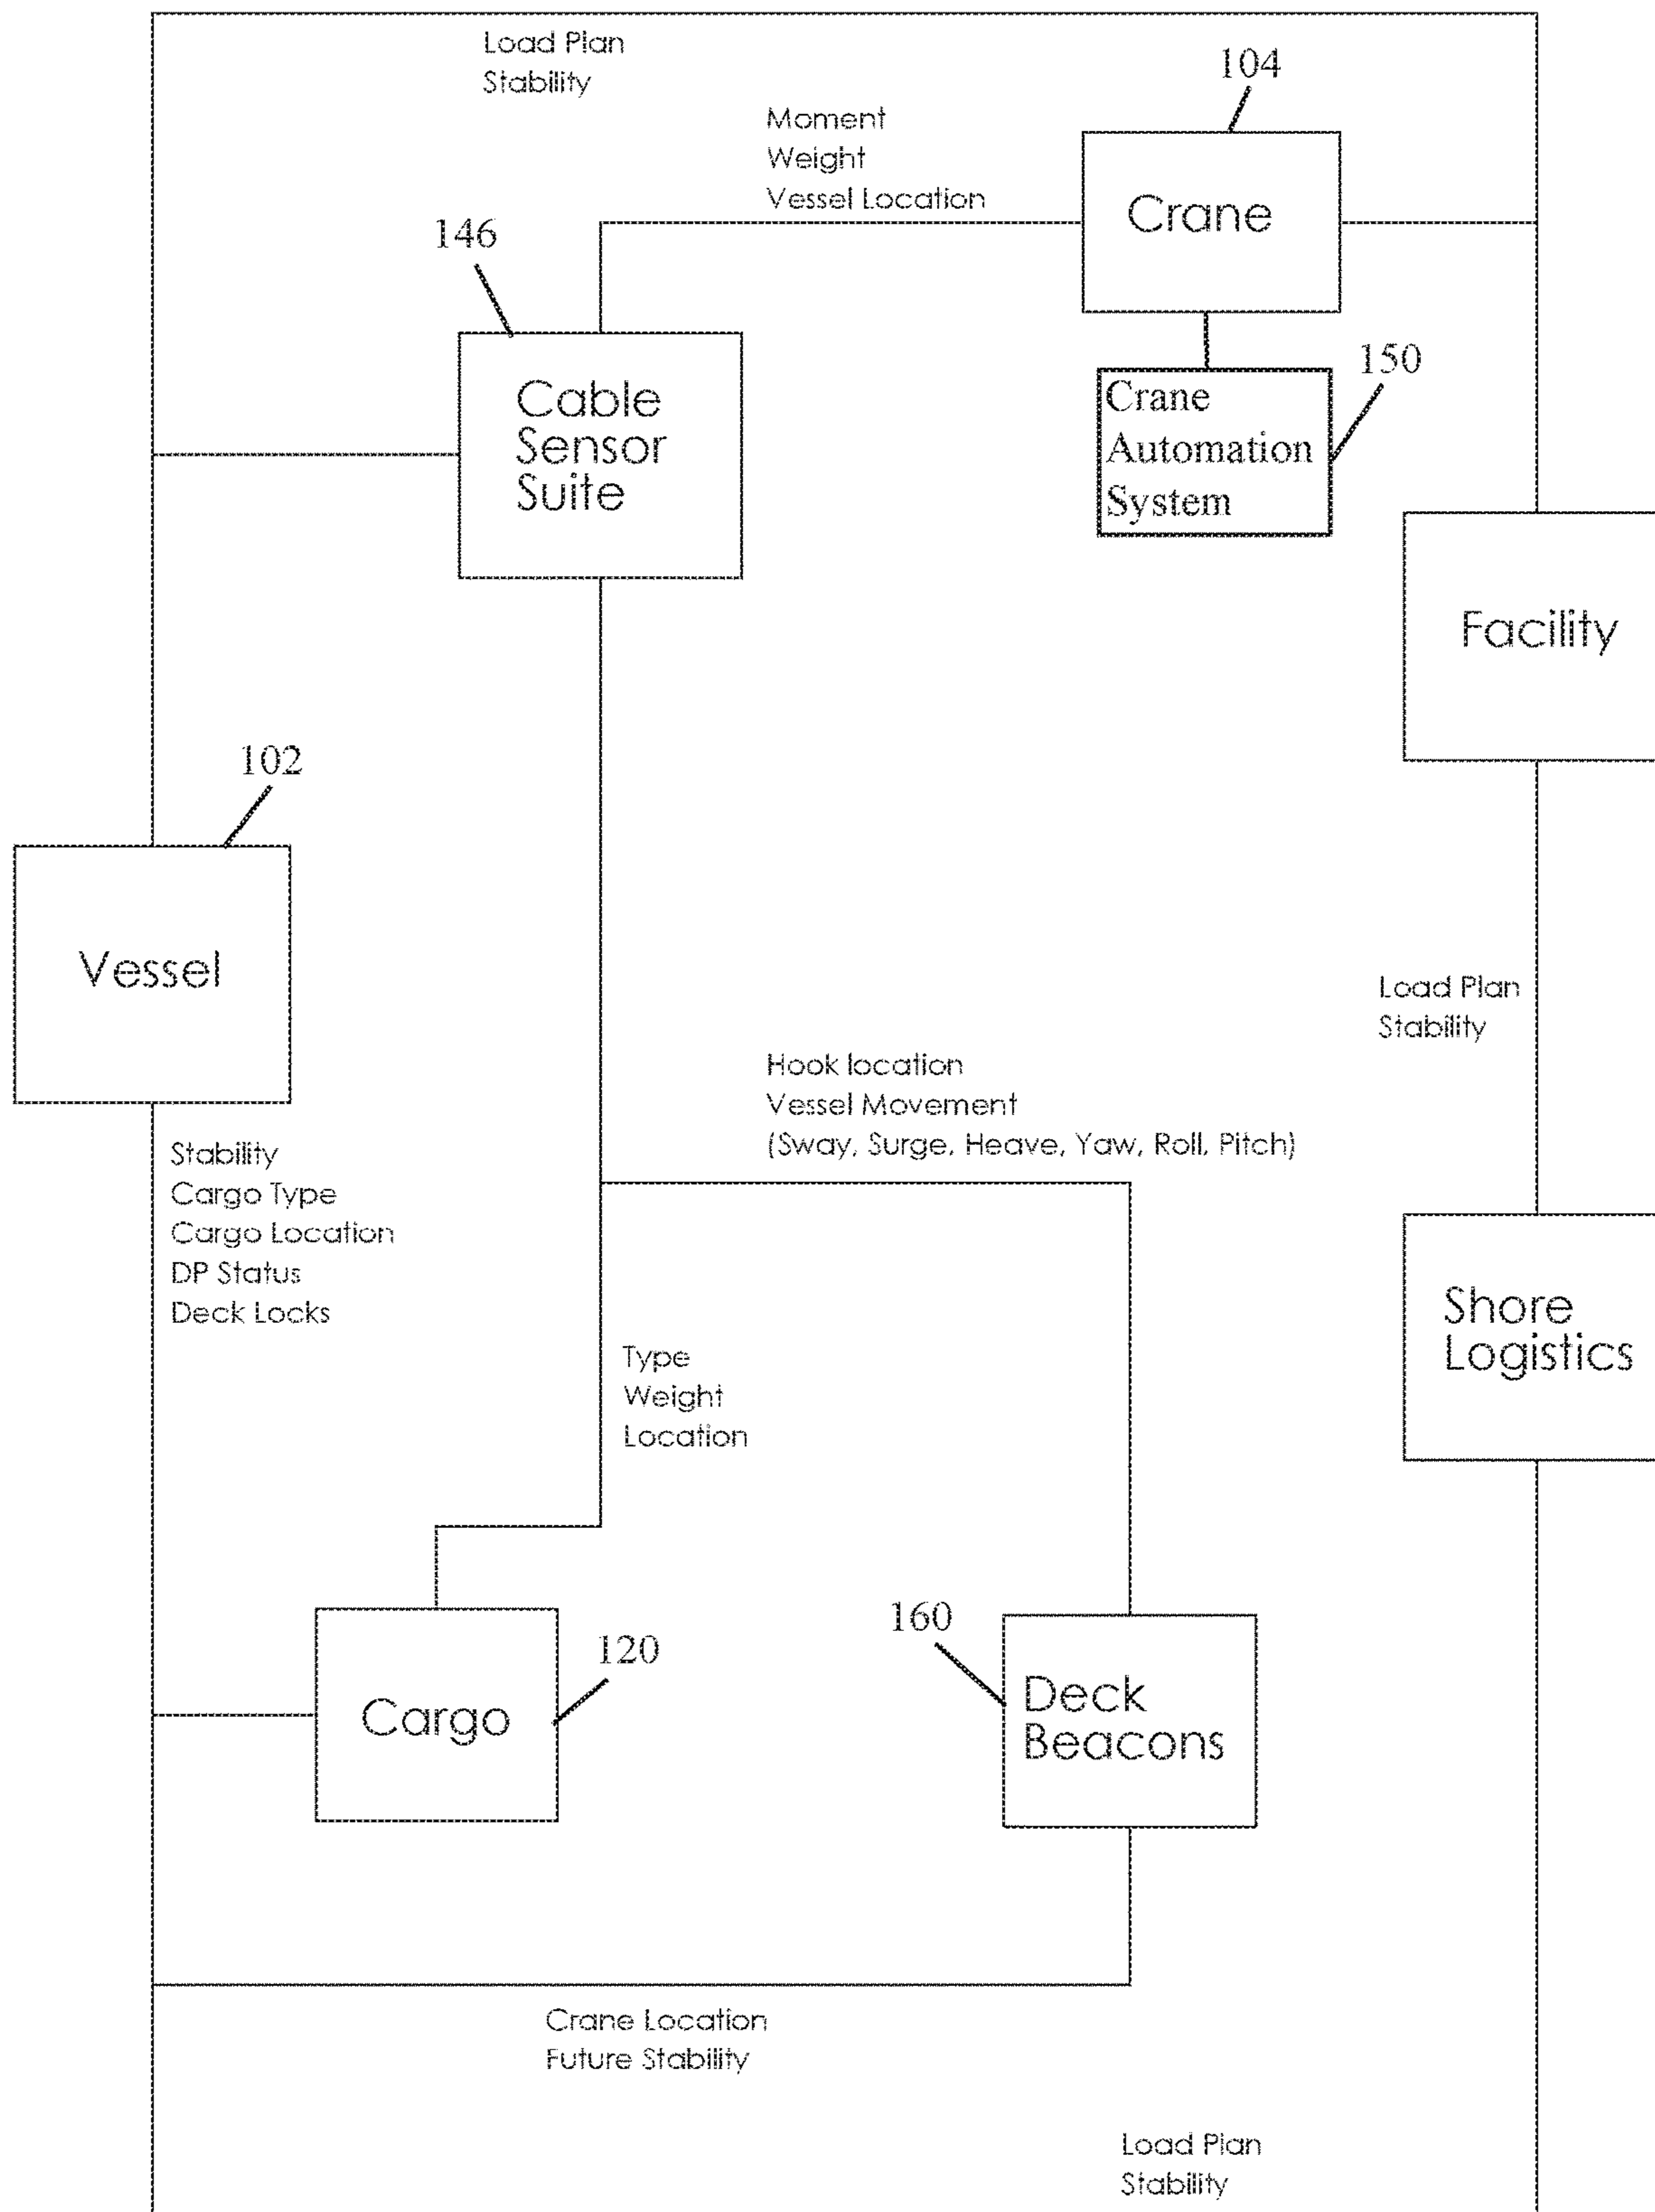 Load Plan
Stability
104
Moment
Weight
Vessel Location
Crane
146
150
Cable
Sensor
Suite
Crane
Automation
System
Facility
102
Vessel
Load Plan
Stability
Hook location
Vessel Movement
(Sway, Surge, Heave, Yaw, Roll, Pitch)
Stability
Cargo Type
Cargo Location
DP Status
Deck Locks
Shore
Logistics
Type
Weight
Location
160
120
Cargo
Deck
Beacons
Crane Location
Future Stability
Load Plan
Stability